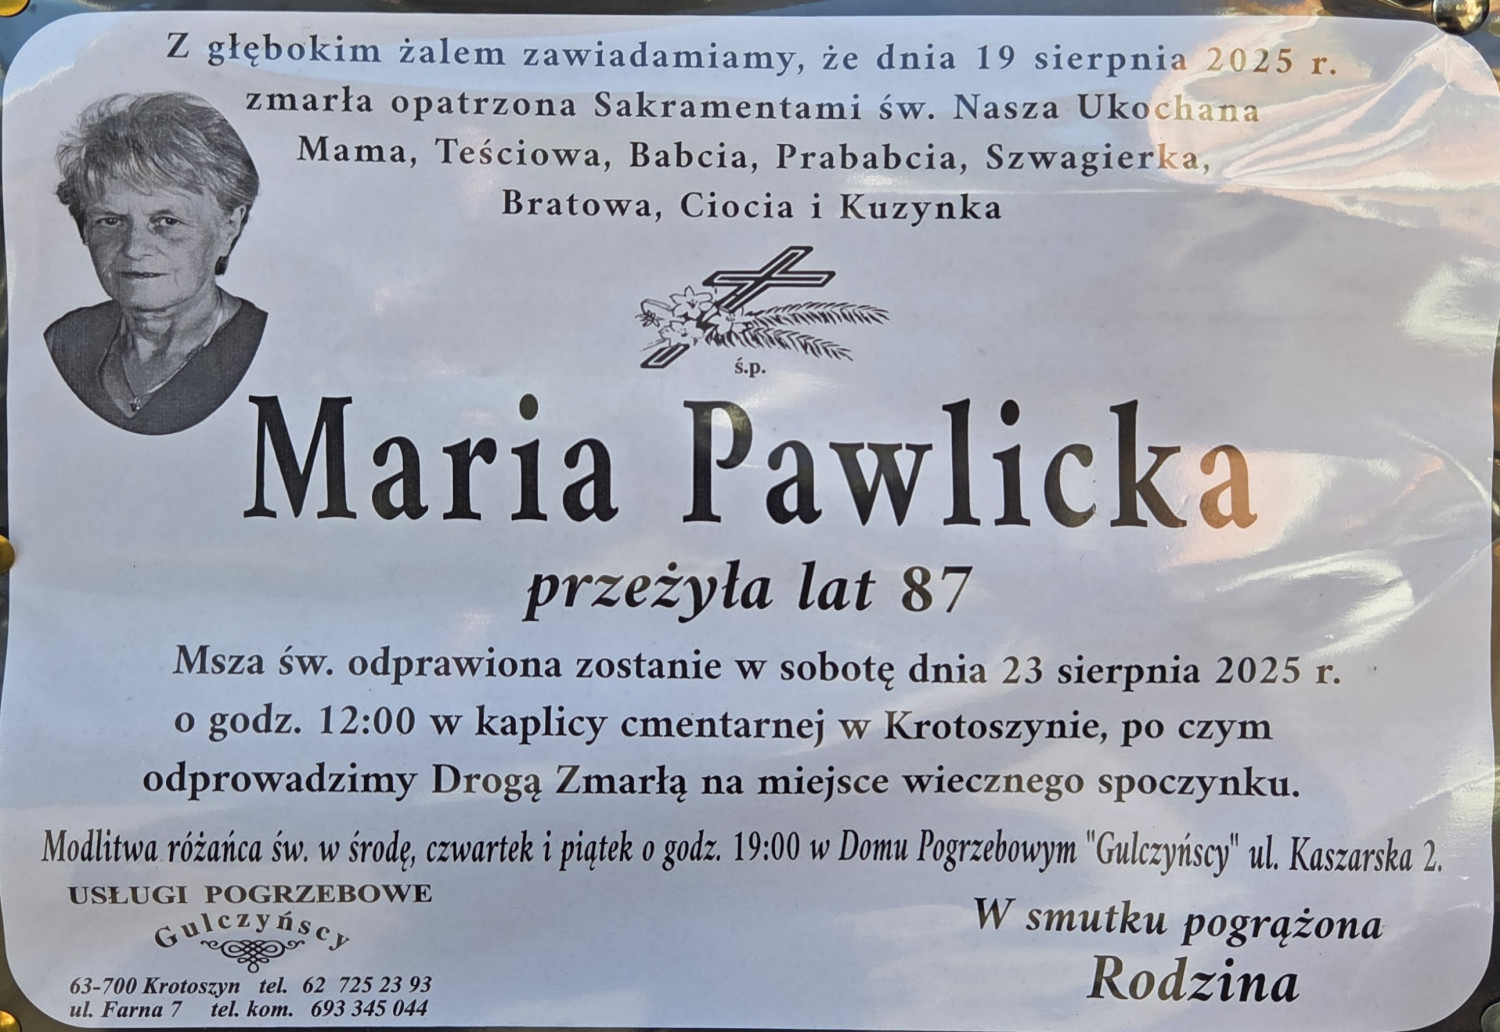 Z głębokim żalem zawiadamiamy, że dnia 19 sierpnia 2025 r.
zmarła opatrzona Sakramentami św. Nasza Ukochana
Mama, Teściowa, Babcia, Prababcia, Szwagierka,
Bratowa, Ciocia i Kuzynka
ś.p.
Maria Pawlicka
przeżyła lat 87
Msza św. odprawiona zostanie w sobotę dnia 23 sierpnia 2025 r.
o godz. 12:00 w kaplicy cmentarnej w Krotoszynie, po czym
odprowadzimy Drogą Zmarłą na miejsce wiecznego spoczynku.
Modlitwa różańca św. w środę, czwartek i piątek o godz. 19:00 w Domu Pogrzebowym "Gulczyńscy" ul. Kaszarska 2.
USŁUGI POGRZEBOWE
Gulczyńscy
63-700 Krotoszyn tel. 62 725 23 93
ul. Farna 7 tel. kom. 693 345 044
W smutku pogrążona
Rodzina